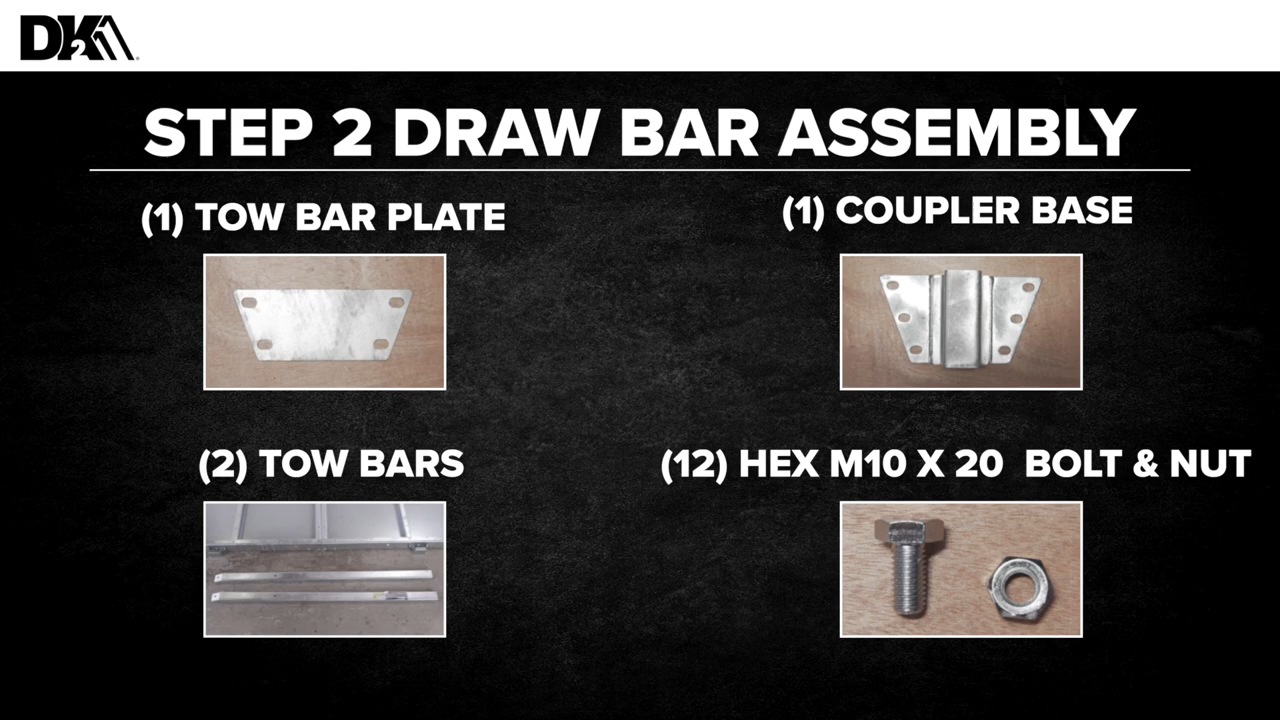 DK2
STEP 2 DRAW BAR ASSEMBLY
(1) TOW BAR PLATE
(1) COUPLER BASE
(2) TOW BARS
(12) HEX M10 X 20 BOLT & NUT